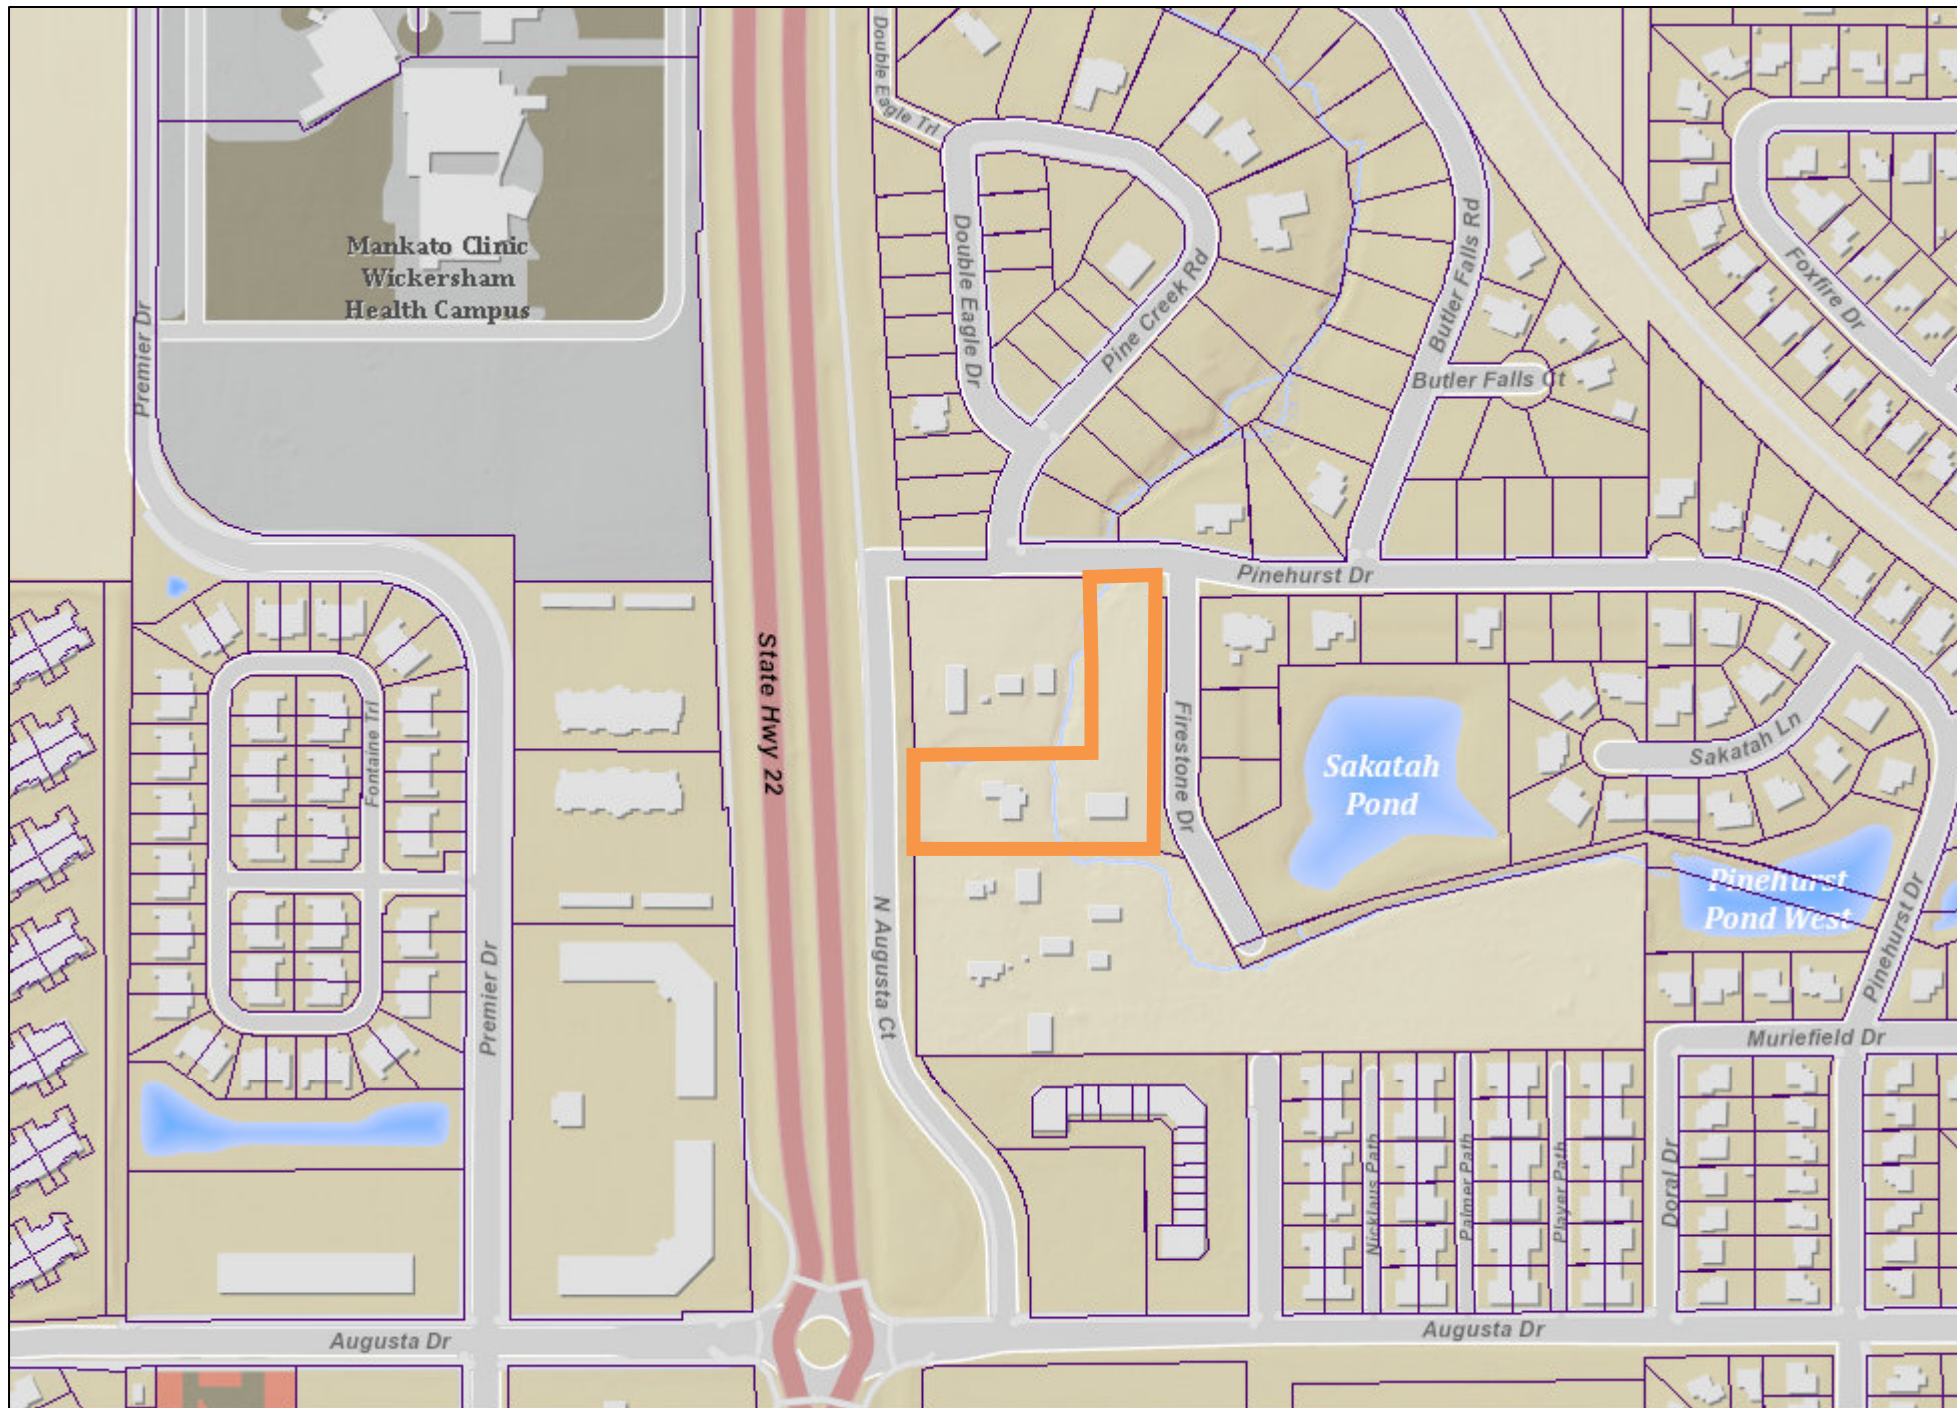 Double Eagle Trl
Mankato Clinic
Wickersham
Health Campus
Premier Dr
Double Eagle Dr
Pine Creek Rd
Butler Falls Rd
Foxfire Dr
Butler Falls Ct
Pinehurst Dr
State Hwy 22
Fontaine Trl
Firestone Dr
Sakatah
Pond
Sakatah Ln
Pinehurst
Pond West
Pinehurst Dr
Premier Dr
N Augusta Ct
Muriefield Dr
Nicklaus Path
Palmer Path
Player Path
Doral Dr
Augusta Dr
Augusta Dr